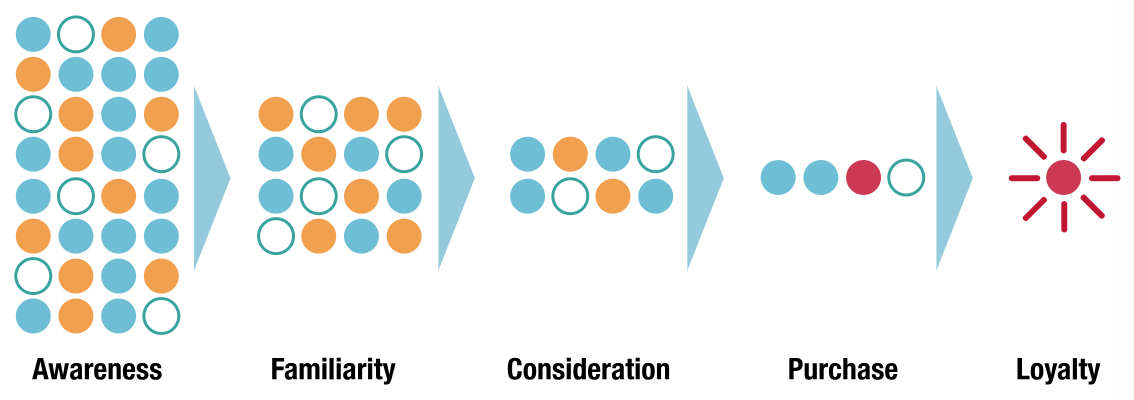 Awareness
Familiarity
Consideration
Purchase
Loyalty